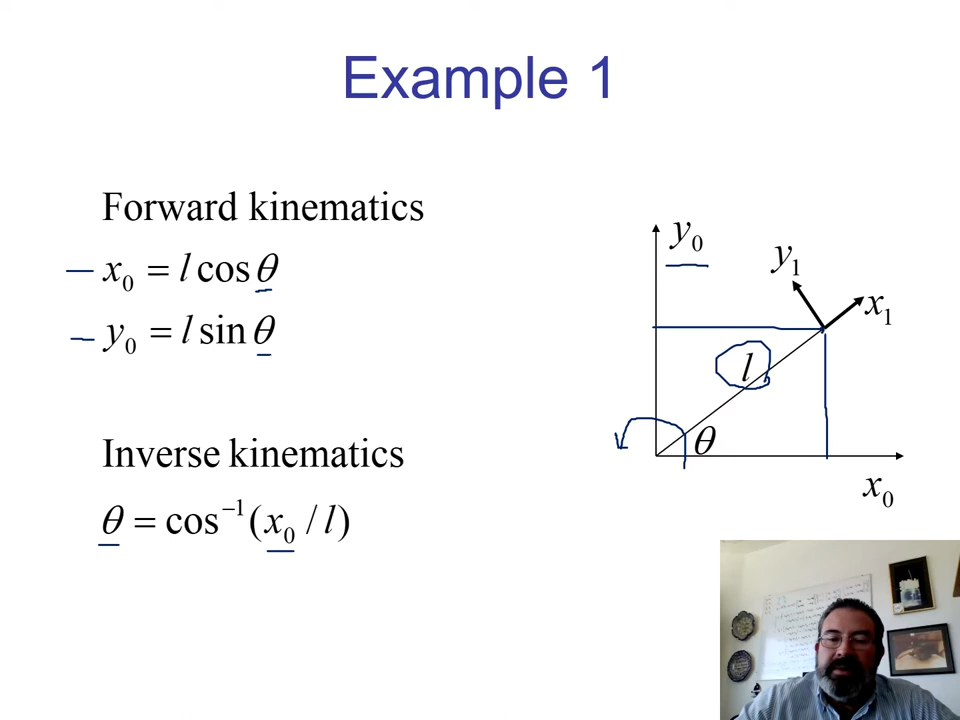 Example 1
Forward kinematics
x₀ = l cos θ
y₀ = l sin θ
Inverse kinematics
θ = cos⁻¹(x₀ / l)
y₀
y₁
x₁
l
θ
x₀